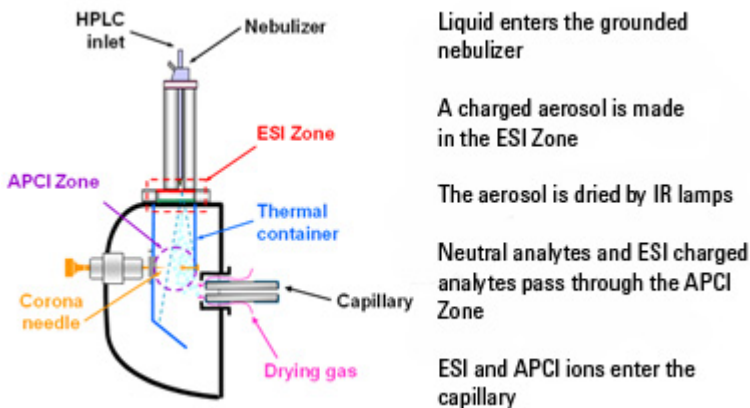 HPLC
inlet
Nebulizer
ESI Zone
APCI Zone
Thermal
container
Corona
needle
Capillary
Drying gas
Liquid enters the grounded
nebulizer
A charged aerosol is made
in the ESI Zone
The aerosol is dried by IR lamps
Neutral analytes and ESI charged
analytes pass through the APCI
Zone
ESI and APCI ions enter the
capillary